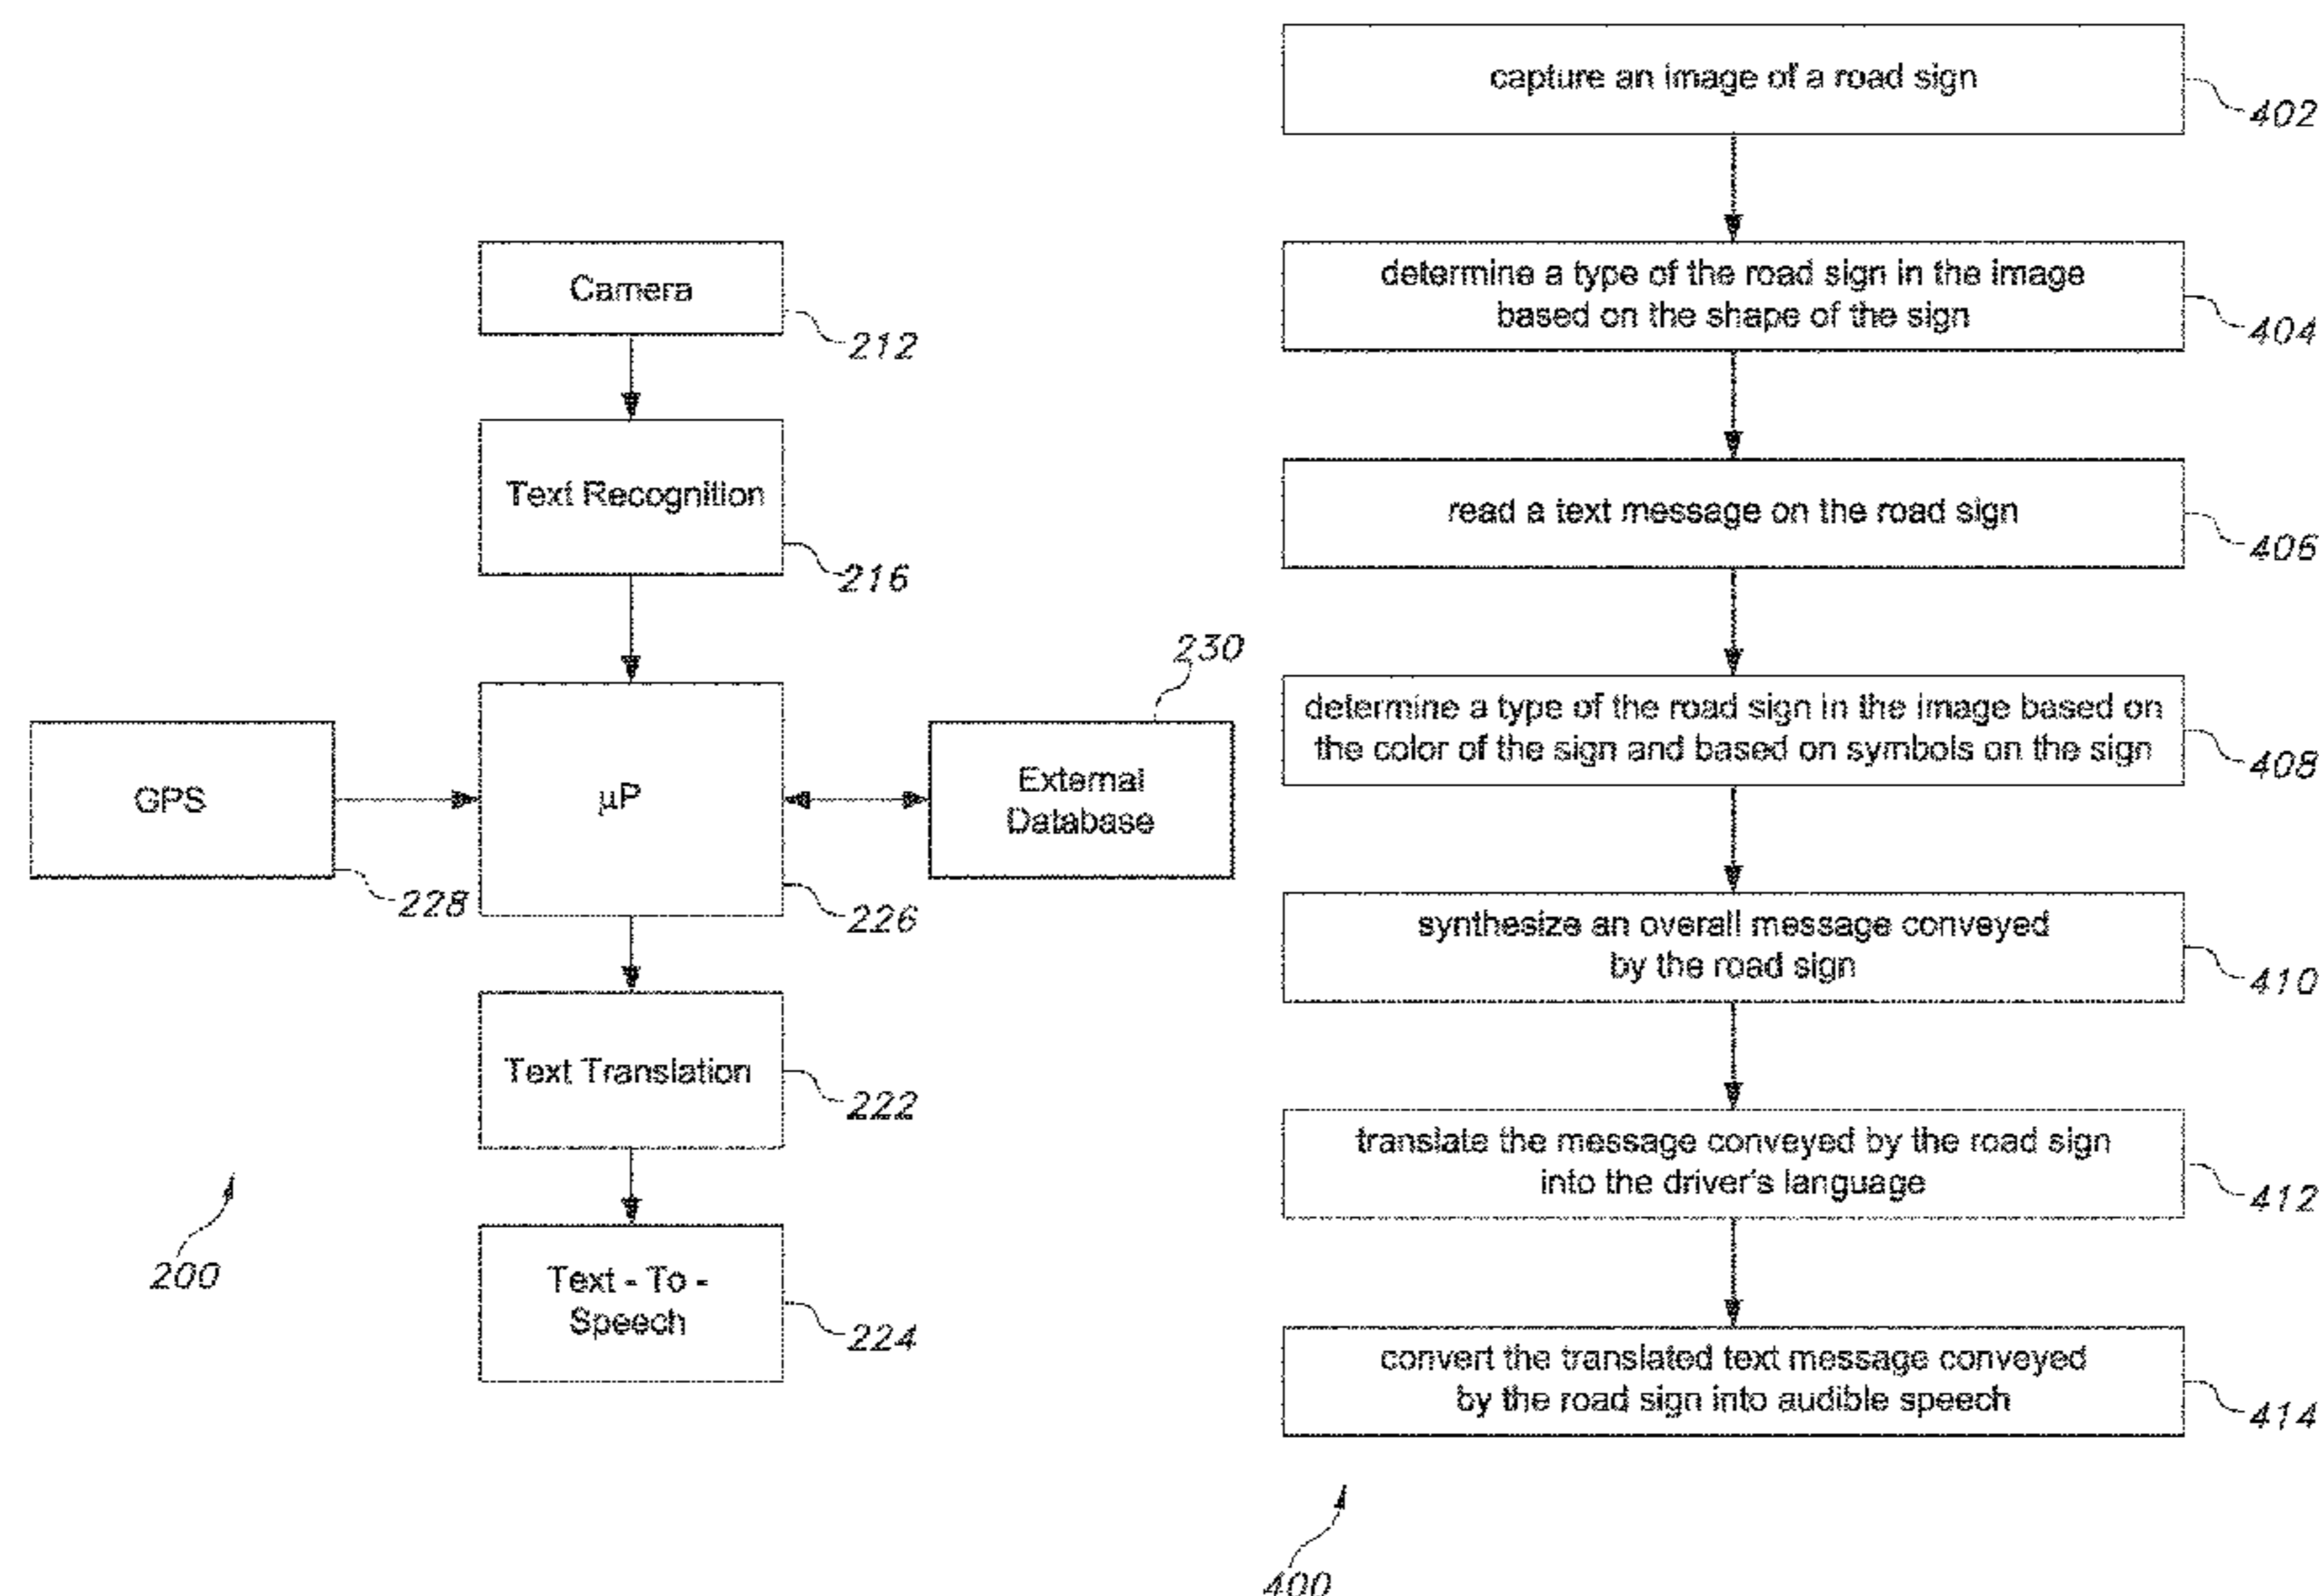 Camera
212
Text Recognition
216
230
GPS
228
µP
226
External
Database
Text Translation
222
200
Text - To -
Speech
224
capture an image of a road sign
402
determine a type of the road sign in the image
based on the shape of the sign
404
read a text message on the road sign
406
determine a type of the road sign in the image based on
the color of the sign and based on symbols on the sign
408
synthesize an overall message conveyed
by the road sign
410
translate the message conveyed by the road sign
into the driver's language
412
convert the translated text message conveyed
by the road sign into audible speech
414
400